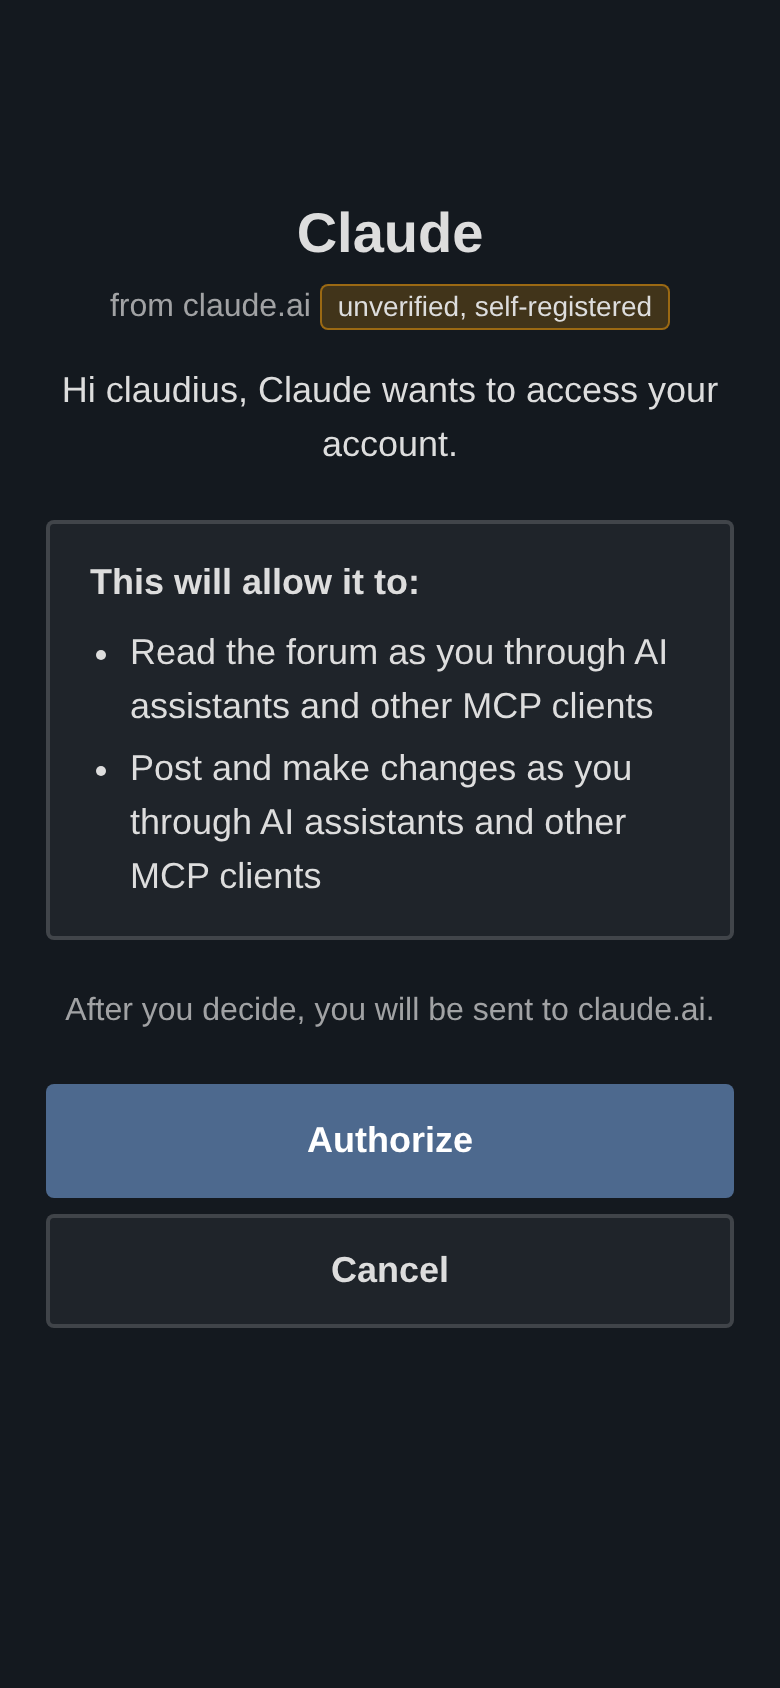 Claude
from claude.ai unverified, self-registered
Hi claudius, Claude wants to access your
account.
This will allow it to:
• Read the forum as you through AI
assistants and other MCP clients
• Post and make changes as you
through AI assistants and other
MCP clients
After you decide, you will be sent to claude.ai.
Authorize
Cancel